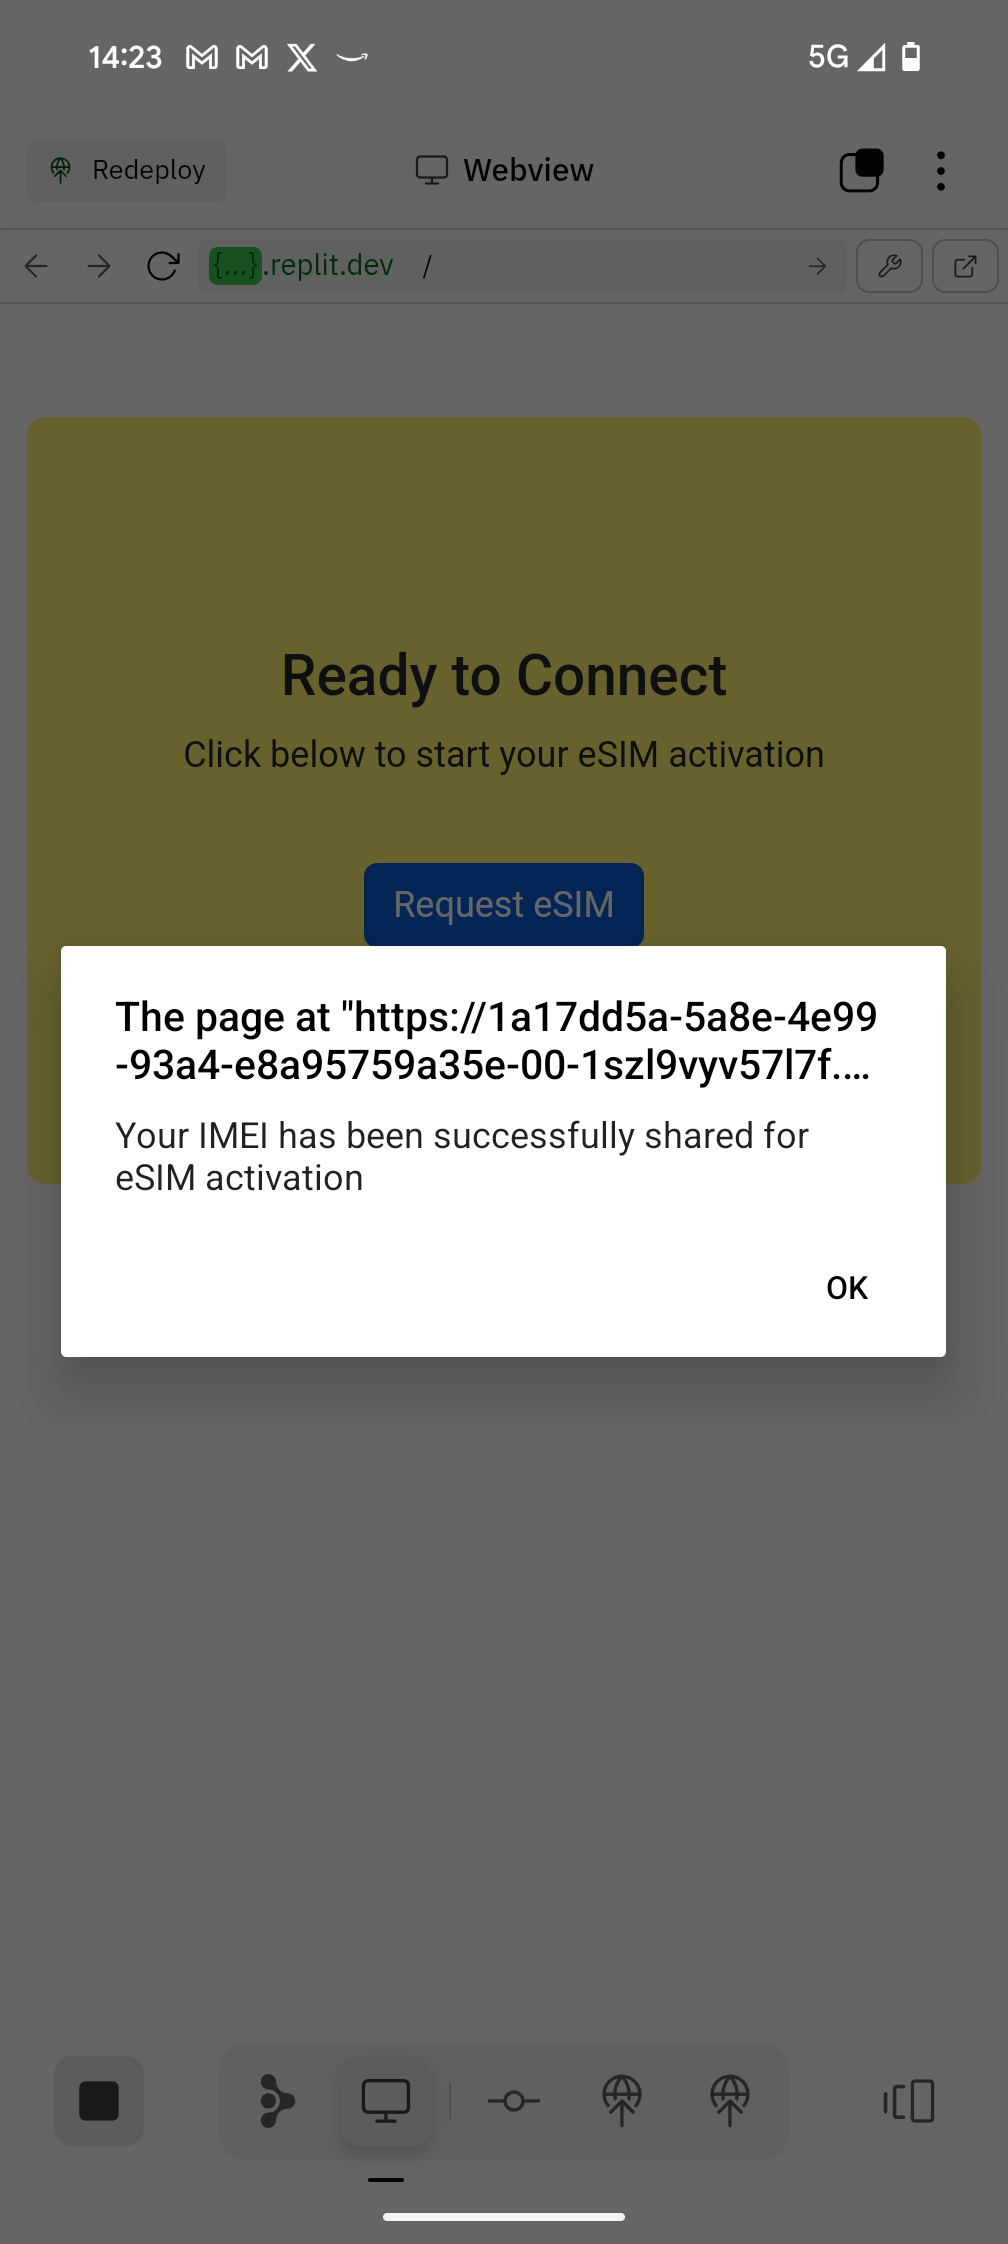 14:23
5G
Redeploy
Webview
{...}.replit.dev /
Ready to Connect
Click below to start your eSIM activation
Request eSIM
The page at "https://1a17dd5a-5a8e-4e99
-93a4-e8a95759a35e-00-1szl9vyv57l7f.…
Your IMEI has been successfully shared for
eSIM activation
OK